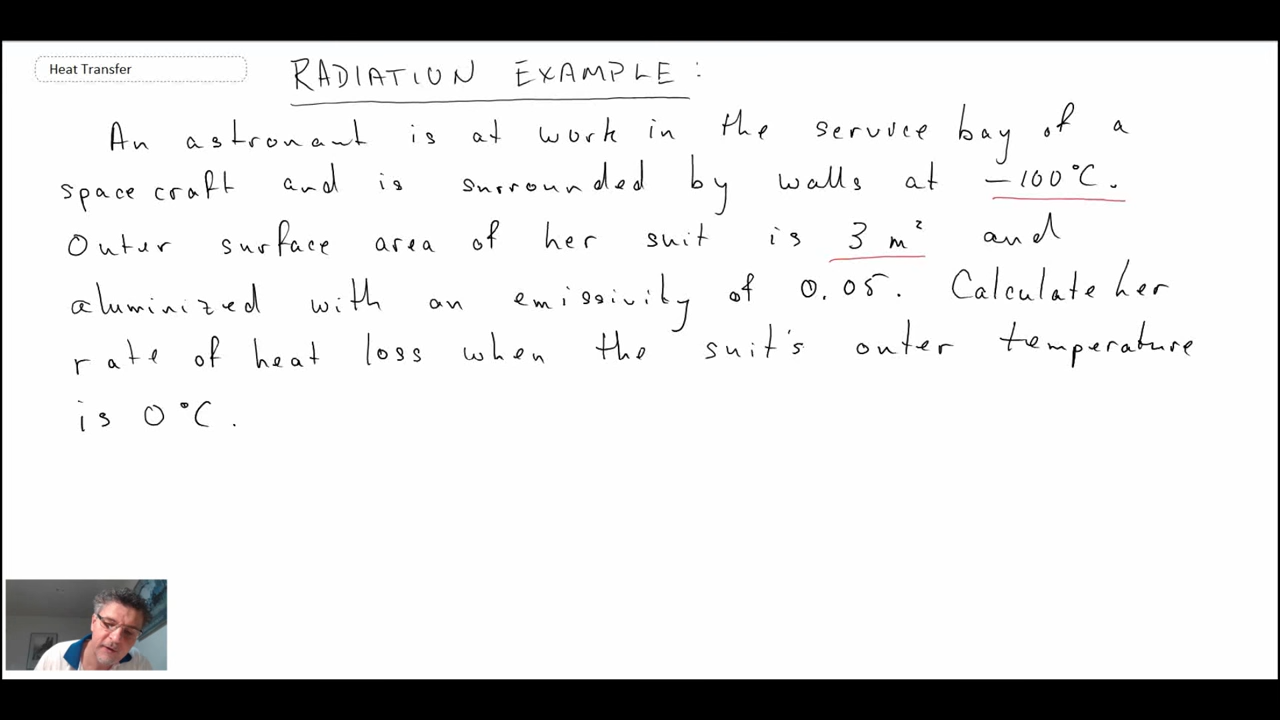 Heat Transfer
RADIATION EXAMPLE:
An astronaut is at work in the service bay of a
space craft and is surrounded by walls at -100°C.
Outer surface area of her suit is 3 m² and
aluminized with an emissivity of 0.05. Calculate her
rate of heat loss when the suit's outer temperature
is 0°C.